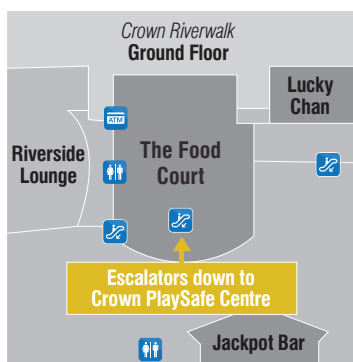 Crown Riverwalk
Ground Floor
Lucky
Chan
ATM
Riverside
Lounge
The Food
Court
Escalators down to
Crown PlaySafe Centre
Jackpot Bar